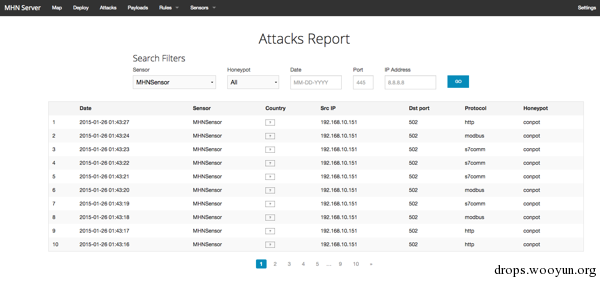 MHN Server Map Deploy Attacks Payloads Rules Sensors Settings
Attacks Report
Search Filters
Sensor Honeypot Date Port IP Address
MHNSensor All MM-DD-YYYY 445 8.8.8.8 GO
Date Sensor Country Src IP Dst port Protocol Honeypot
1 2015-01-26 01:43:27 MHNSensor 192.168.10.151 502 http conpot
2 2015-01-26 01:43:24 MHNSensor 192.168.10.151 502 modbus conpot
3 2015-01-26 01:43:23 MHNSensor 192.168.10.151 502 s7comm conpot
4 2015-01-26 01:43:22 MHNSensor 192.168.10.151 502 s7comm conpot
5 2015-01-26 01:43:21 MHNSensor 192.168.10.151 502 s7comm conpot
6 2015-01-26 01:43:20 MHNSensor 192.168.10.151 502 modbus conpot
7 2015-01-26 01:43:19 MHNSensor 192.168.10.151 502 s7comm conpot
8 2015-01-26 01:43:18 MHNSensor 192.168.10.151 502 modbus conpot
9 2015-01-26 01:43:17 MHNSensor 192.168.10.151 502 http conpot
10 2015-01-26 01:43:16 MHNSensor 192.168.10.151 502 http conpot
1 2 3 4 5 ... 9 10 »
drops.wooyun.org